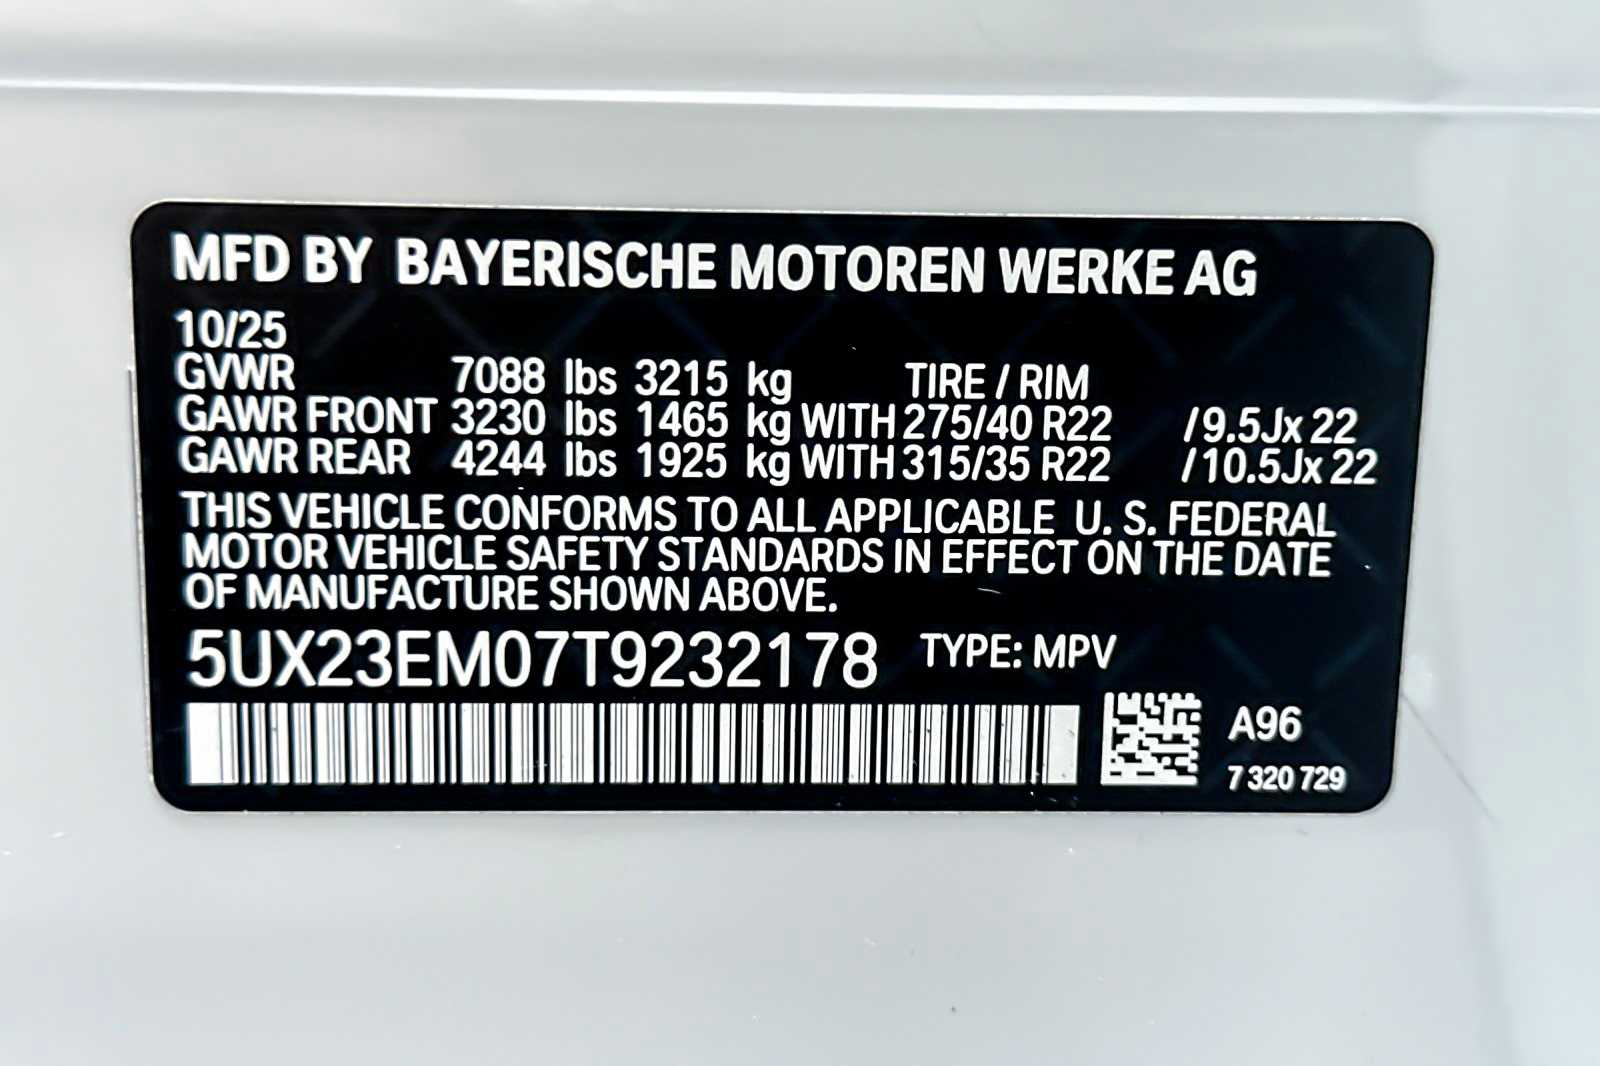 MFD BY BAYERISCHE MOTOREN WERKE AG
10/25
GVWR 7088 lbs 3215 kg TIRE / RIM
GAWR FRONT 3230 lbs 1465 kg WITH 275/40 R22 / 9.5Jx 22
GAWR REAR 4244 lbs 1925 kg WITH 315/35 R22 / 10.5Jx 22
THIS VEHICLE CONFORMS TO ALL APPLICABLE U. S. FEDERAL
MOTOR VEHICLE SAFETY STANDARDS IN EFFECT ON THE DATE
OF MANUFACTURE SHOWN ABOVE.
5UX23EM07T9232178 TYPE: MPV
A96
7 320 729